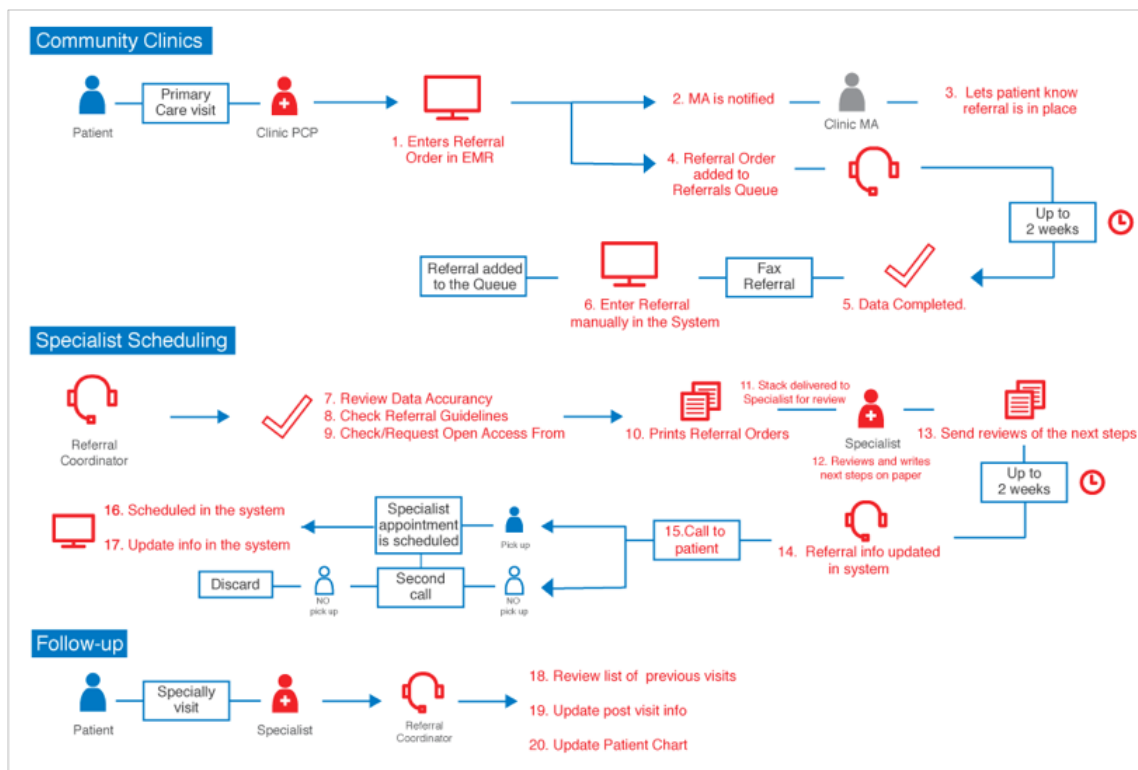 Community Clinics
Patient
Primary
Care visit
Clinic PCP
1. Enters Referral
Order in EMR
2. MA is notified
Clinic MA
3. Lets patient know
referral is in place
4. Referral Order
added to
Referrals Queue
Up to
2 weeks
5. Data Completed.
Fax
Referral
6. Enter Referral
manually in the System
Referral added
to the Queue
Specialist Scheduling
Referral
Coordinator
7. Review Data Accurancy
8. Check Referral Guidelines
9. Check/Request Open Access From
10. Prints Referral Orders
11. Stack delivered to
Specialist for review
Specialist
12. Reviews and writes
next steps on paper
13. Send reviews of the next steps
Up to
2 weeks
14. Referral info updated
in system
15.Call to
patient
Pick up
Specialist
appointment
is scheduled
16. Scheduled in the system
17. Update info in the system
NO
pick up
Second
call
NO
pick up
Discard
Follow-up
Patient
Specially
visit
Specialist
Referral
Coordinator
18. Review list of previous visits
19. Update post visit info
20. Update Patient Chart